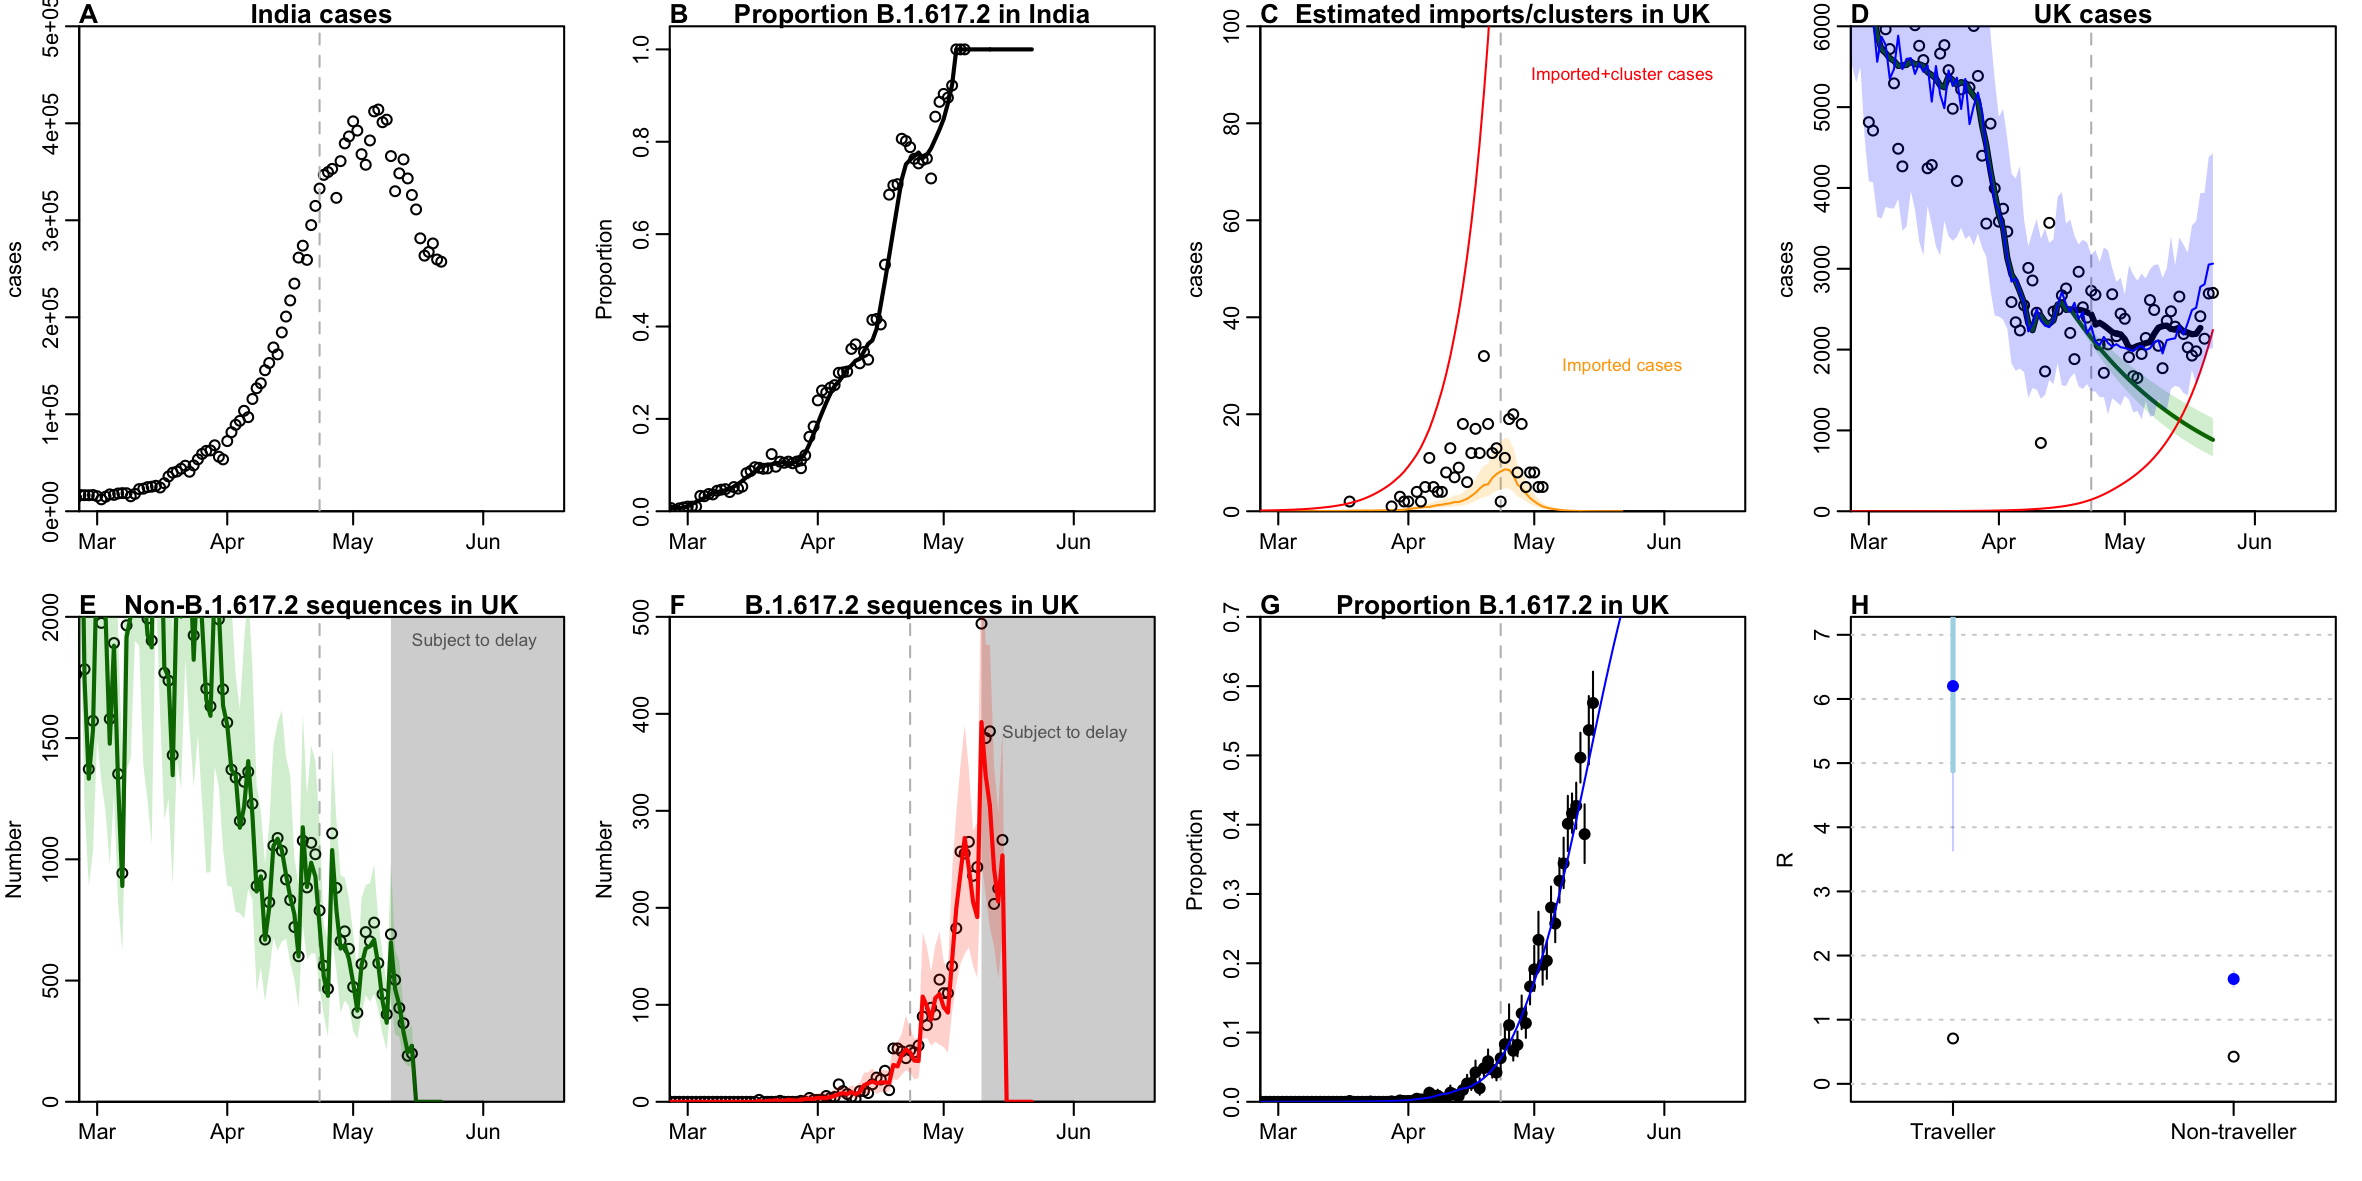 A India cases
cases
0e+00 1e+05 2e+05 3e+05 4e+05 5e+05
Mar Apr May Jun
B Proportion B.1.617.2 in India
Proportion
0.0 0.2 0.4 0.6 0.8 1.0
Mar Apr May Jun
C Estimated imports/clusters in UK
cases
0 20 40 60 80 100
Imported+cluster cases
Imported cases
Mar Apr May Jun
D UK cases
cases
0 1000 2000 3000 4000 5000 6000
Mar Apr May Jun
E Non-B.1.617.2 sequences in UK
Number
0 500 1000 1500 2000
Subject to delay
Mar Apr May Jun
F B.1.617.2 sequences in UK
Number
0 100 200 300 400 500
Subject to delay
Mar Apr May Jun
G Proportion B.1.617.2 in UK
Proportion
0.0 0.1 0.2 0.3 0.4 0.5 0.6 0.7
Mar Apr May Jun
H
R
0 1 2 3 4 5 6 7
Traveller Non-traveller